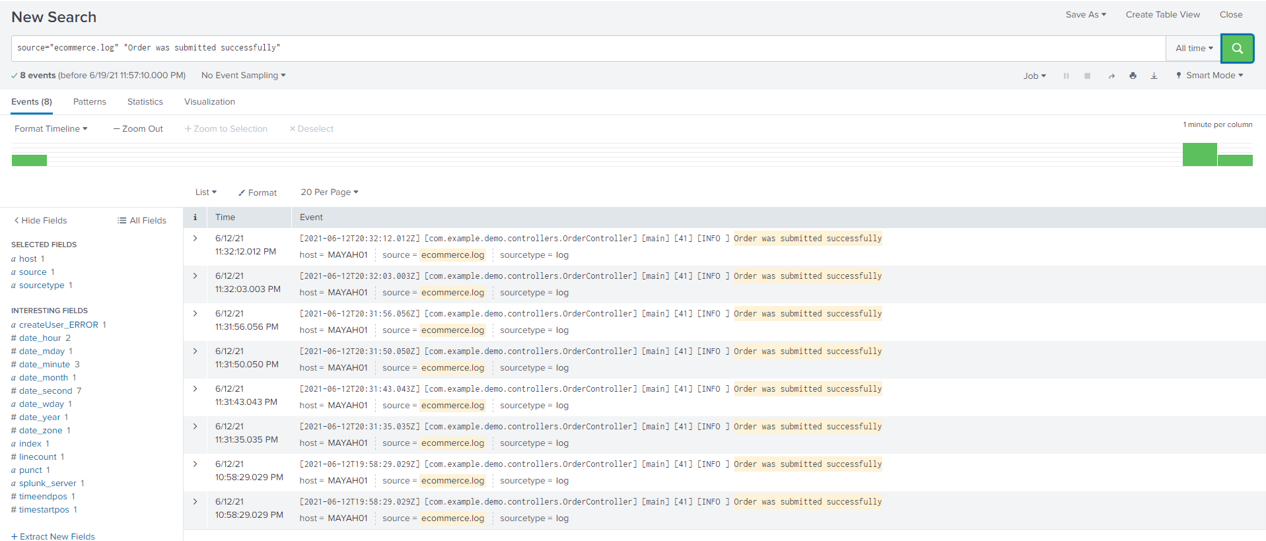 New Search
Save As ▾ Create Table View Close
source="ecommerce.log" "Order was submitted successfully"
All time ▾
✓ 8 events (before 6/19/21 11:57:10.000 PM) No Event Sampling ▾
Job ▾ Smart Mode ▾
Events (8) Patterns Statistics Visualization
Format Timeline ▾ — Zoom Out + Zoom to Selection × Deselect
1 minute per column
List ▾ Format 20 Per Page ▾
< Hide Fields All Fields
i Time Event
SELECTED FIELDS
a host 1
a source 1
a sourcetype 1
INTERESTING FIELDS
a createUser_ERROR 1
# date_hour 2
# date_mday 1
# date_minute 3
a date_month 1
# date_second 7
a date_wday 1
# date_year 1
# date_zone 1
a index 1
# linecount 1
a punct 1
a splunk_server 1
# timeendpos 1
# timestartpos 1
+ Extract New Fields
> 6/12/21 [2021-06-12T20:32:12.012Z] [com.example.demo.controllers.OrderController] [main] [41] [INFO ] Order was submitted successfully
11:32:12.012 PM host = MAYAH01 source = ecommerce.log sourcetype = log
> 6/12/21 [2021-06-12T20:32:03.003Z] [com.example.demo.controllers.OrderController] [main] [41] [INFO ] Order was submitted successfully
11:32:03.003 PM host = MAYAH01 source = ecommerce.log sourcetype = log
> 6/12/21 [2021-06-12T20:31:56.056Z] [com.example.demo.controllers.OrderController] [main] [41] [INFO ] Order was submitted successfully
11:31:56.056 PM host = MAYAH01 source = ecommerce.log sourcetype = log
> 6/12/21 [2021-06-12T20:31:50.050Z] [com.example.demo.controllers.OrderController] [main] [41] [INFO ] Order was submitted successfully
11:31:50.050 PM host = MAYAH01 source = ecommerce.log sourcetype = log
> 6/12/21 [2021-06-12T20:31:43.043Z] [com.example.demo.controllers.OrderController] [main] [41] [INFO ] Order was submitted successfully
11:31:43.043 PM host = MAYAH01 source = ecommerce.log sourcetype = log
> 6/12/21 [2021-06-12T20:31:35.035Z] [com.example.demo.controllers.OrderController] [main] [41] [INFO ] Order was submitted successfully
11:31:35.035 PM host = MAYAH01 source = ecommerce.log sourcetype = log
> 6/12/21 [2021-06-12T19:58:29.029Z] [com.example.demo.controllers.OrderController] [main] [41] [INFO ] Order was submitted successfully
10:58:29.029 PM host = MAYAH01 source = ecommerce.log sourcetype = log
> 6/12/21 [2021-06-12T19:58:29.029Z] [com.example.demo.controllers.OrderController] [main] [41] [INFO ] Order was submitted successfully
10:58:29.029 PM host = MAYAH01 source = ecommerce.log sourcetype = log